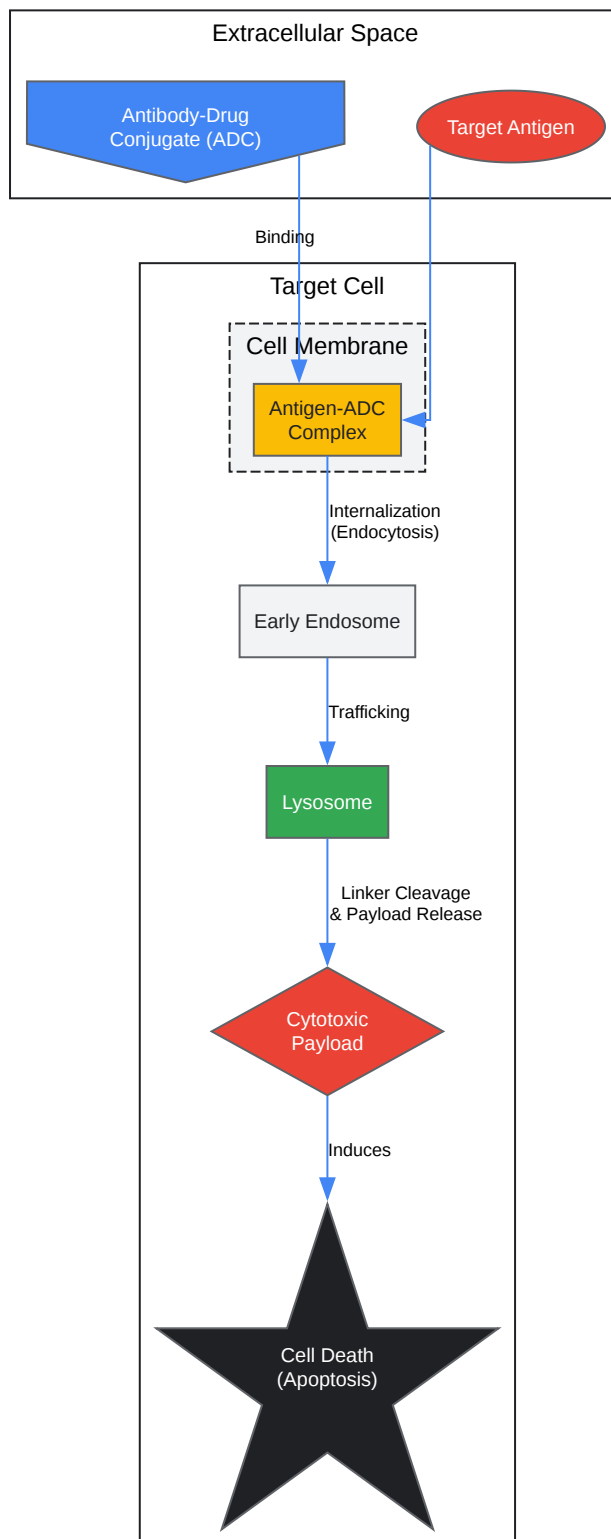 Extracellular Space
Antibody-Drug
Conjugate (ADC)
Target Antigen
Binding
Target Cell
Cell Membrane
Antigen-ADC
Complex
Internalization
(Endocytosis)
Early Endosome
Trafficking
Lysosome
Linker Cleavage
& Payload Release
Cytotoxic
Payload
Induces
Cell Death
(Apoptosis)